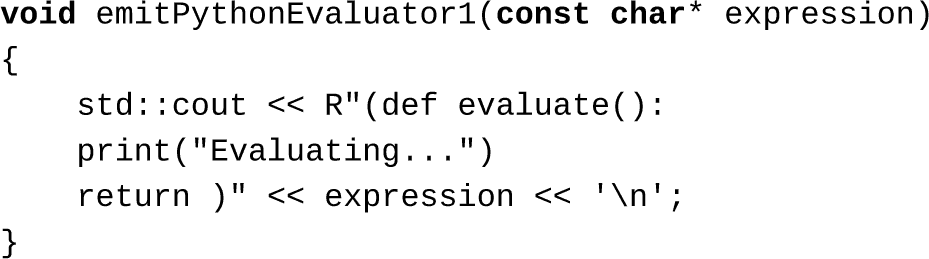 void emitPythonEvaluator1(const char* expression)
{
    std::cout << R"(def evaluate():
    print("Evaluating...")
    return )" << expression << '\n';
}